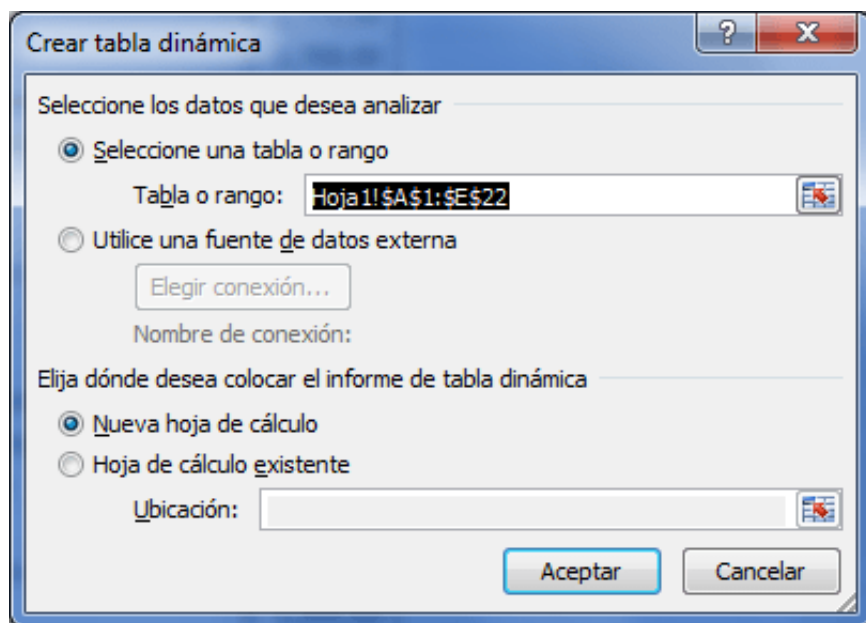 Crear tabla dinámica
Seleccione los datos que desea analizar
Seleccione una tabla o rango
Tabla o rango: Hoja1!$A$1:$E$22
Utilice una fuente de datos externa
Elegir conexión...
Nombre de conexión:
Elija dónde desea colocar el informe de tabla dinámica
Nueva hoja de cálculo
Hoja de cálculo existente
Ubicación:
Aceptar Cancelar